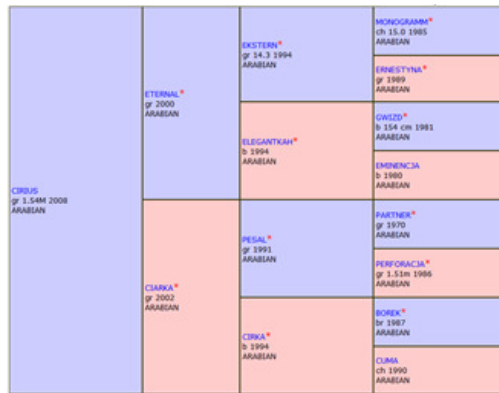 CIRIUS
gr 1.54M 2008
ARABIAN
ETERNAL*
gr 2000
ARABIAN
CIARKA*
gr 2002
ARABIAN
EKSTERN*
gr 14.3 1994
ARABIAN
ELEGANTKAH*
b 1994
ARABIAN
PESAL*
gr 1991
ARABIAN
CIRKA*
b 1994
ARABIAN
MONOGRAMM*
ch 15.0 1985
ARABIAN
ERNESTYNA*
gr 1989
ARABIAN
GWIZD*
b 154 cm 1981
ARABIAN
EMINENCJA
b 1980
ARABIAN
PARTNER*
gr 1970
ARABIAN
PERFORACJA*
gr 1.51m 1986
ARABIAN
BOREK*
br 1987
ARABIAN
CUMA
ch 1990
ARABIAN